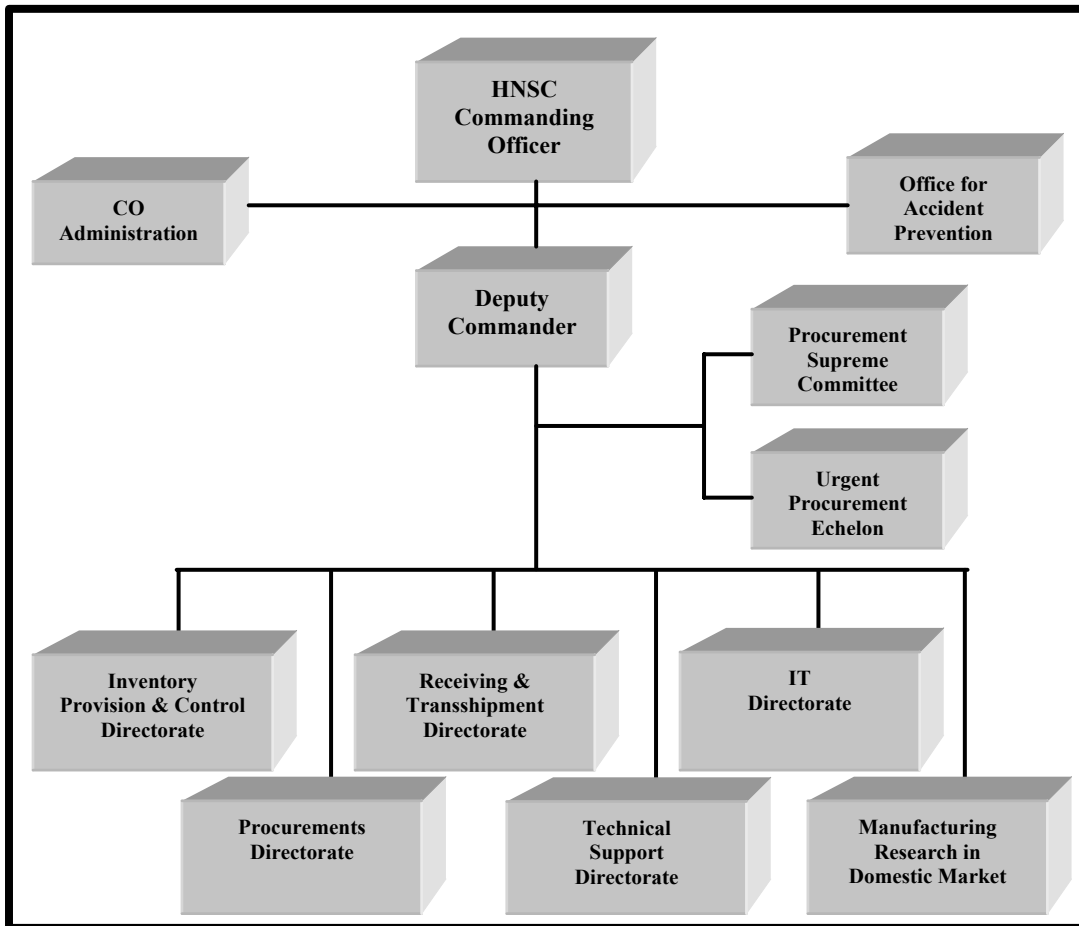 HNSC
Commanding
Officer
CO
Administration
Office for
Accident
Prevention
Deputy
Commander
Procurement
Supreme
Committee
Urgent
Procurement
Echelon
Inventory
Provision & Control
Directorate
Receiving &
Transshipment
Directorate
IT
Directorate
Procurements
Directorate
Technical
Support
Directorate
Manufacturing
Research in
Domestic Market